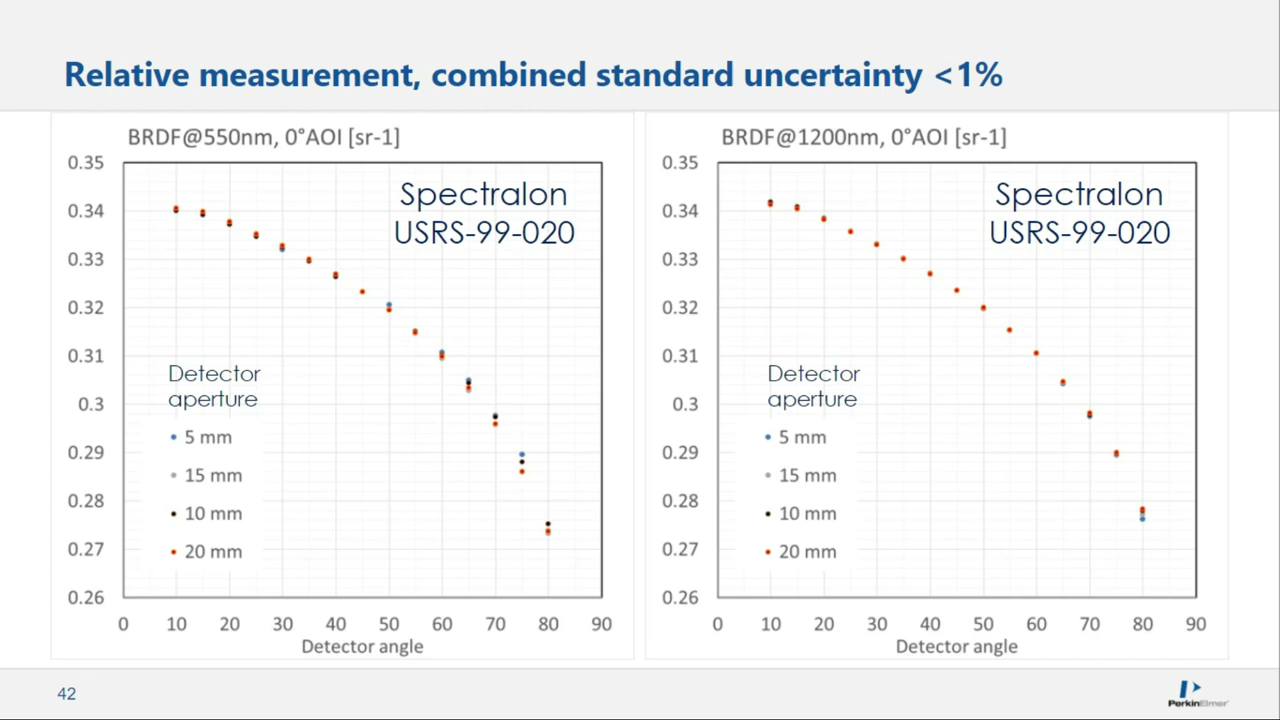 Relative measurement, combined standard uncertainty <1%
BRDF@550nm, 0°AOI [sr-1]
0.35
0.34
0.33
0.32
0.31
0.3
0.29
0.28
0.27
0.26
Spectralon
USRS-99-020
Detector
aperture
5 mm
15 mm
10 mm
20 mm
0 10 20 30 40 50 60 70 80 90
Detector angle
BRDF@1200nm, 0°AOI [sr-1]
0.35
0.34
0.33
0.32
0.31
0.3
0.29
0.28
0.27
0.26
Spectralon
USRS-99-020
Detector
aperture
5 mm
15 mm
10 mm
20 mm
0 10 20 30 40 50 60 70 80 90
Detector angle
42
PerkinElmer